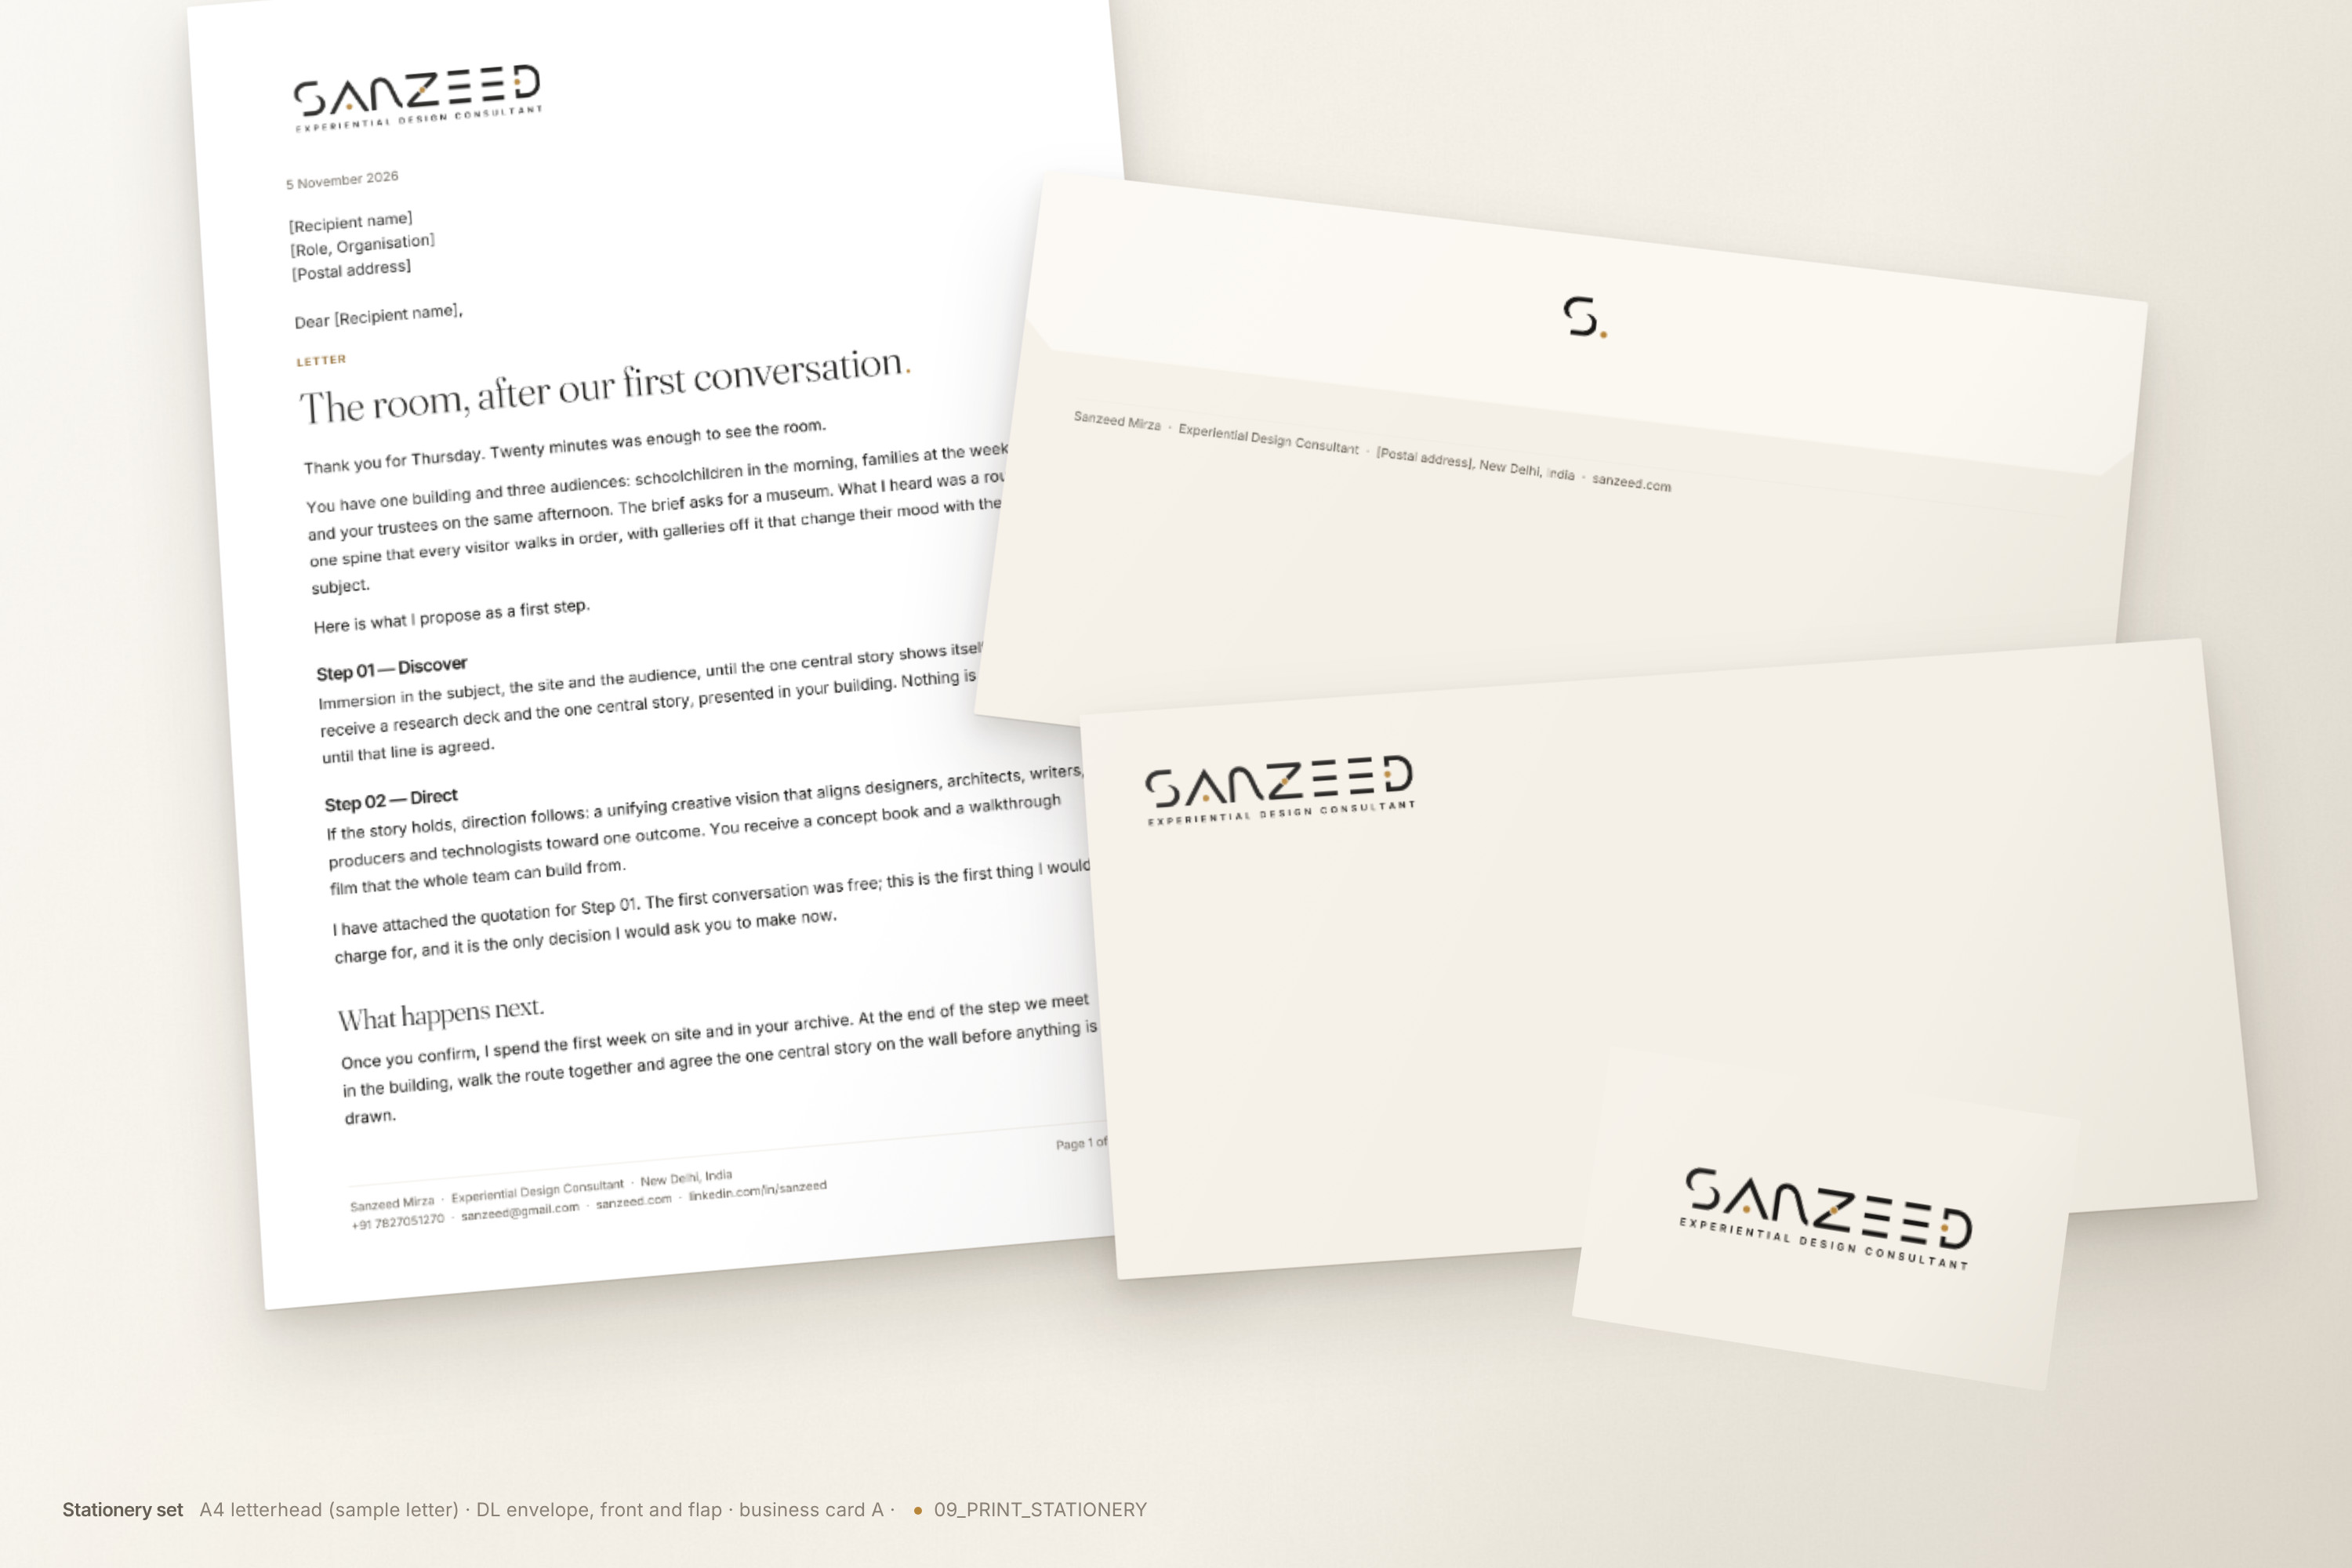 SANZEED
EXPERIENTIAL DESIGN CONSULTANT
5 November 2026
[Recipient name]
[Role, Organisation]
[Postal address]
Dear [Recipient name],
LETTER
The room, after our first conversation.
Thank you for Thursday. Twenty minutes was enough to see the room.
You have one building and three audiences: schoolchildren in the morning, families at the week
and your trustees on the same afternoon. The brief asks for a museum. What I heard was a
one spine that every visitor walks in order, with galleries off it that change their mood with the
subject.
Here is what I propose as a first step.
Step 01 — Discover
Immersion in the subject, the site and the audience, until the one central story shows
receive a research deck and the one central story, presented in your building. Nothing is
until that line is agreed.
Step 02 — Direct
If the story holds, direction follows: a unifying creative vision that aligns designers, architects, writers,
producers and technologists toward one outcome. You receive a concept book and a walkthrough
film that the whole team can build from.
I have attached the quotation for Step 01. The first conversation was free; this is the first thing I would
charge for, and it is the only decision I would ask you to make now.
What happens next.
Once you confirm, I spend the first week on site and in your archive. At the end of the step we meet
in the building, walk the route together and agree the one central story on the wall before anything is
drawn.
Page 1 of
Sanzeed Mirza · Experiential Design Consultant · New Delhi, India
+91 7827051270 · sanzeed@gmail.com · sanzeed.com · linkedin.com/in/sanzeed
S.
Sanzeed Mirza · Experiential Design Consultant · [Postal address], New Delhi, India · sanzeed.com
SANZEED
EXPERIENTIAL DESIGN CONSULTANT
SANZEED
EXPERIENTIAL DESIGN CONSULTANT
Stationery set A4 letterhead (sample letter) · DL envelope, front and flap · business card A · • 09_PRINT_STATIONERY